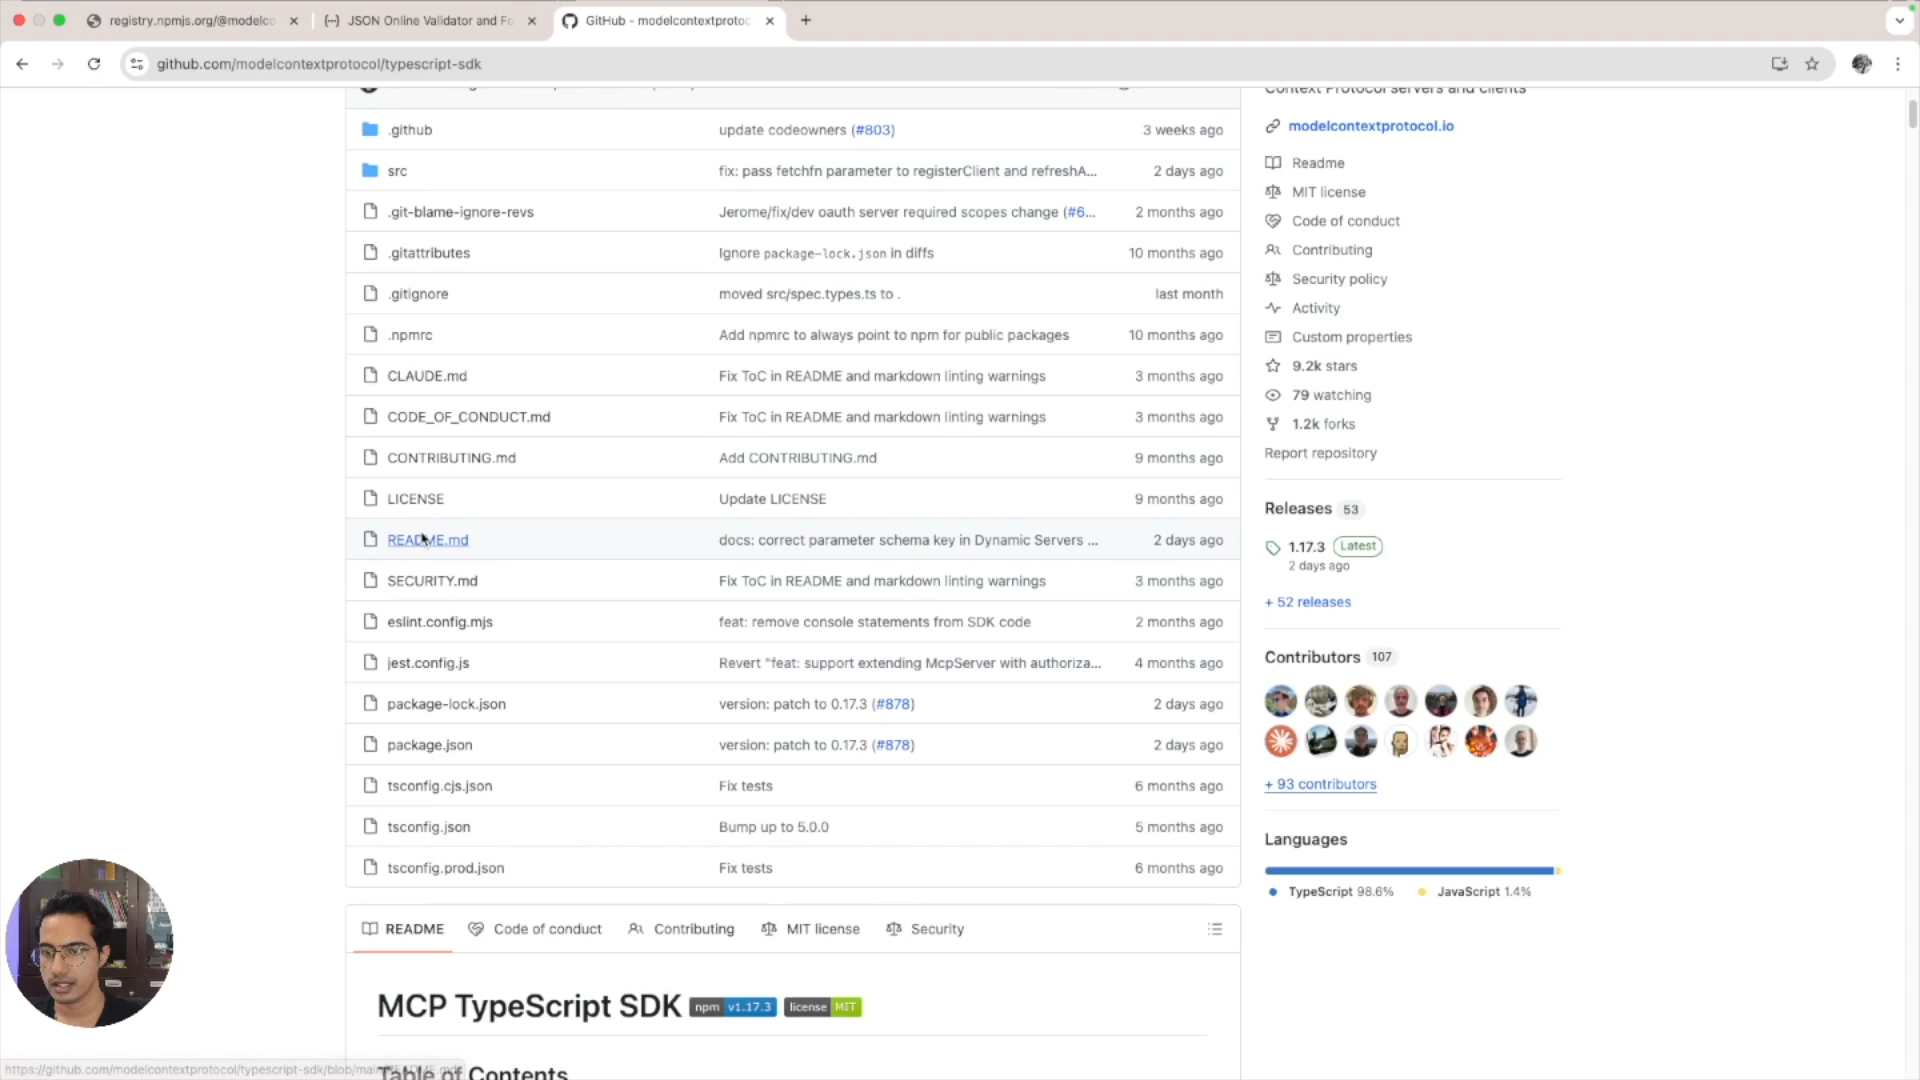 registry.npmjs.org/@modelco
JSON Online Validator and Fo
GitHub - modelcontextprotoc
github.com/modelcontextprotocol/typescript-sdk
Context Protocol servers and clients
.github update codeowners (#803) 3 weeks ago
src fix: pass fetchfn parameter to registerClient and refreshA... 2 days ago
.git-blame-ignore-revs Jerome/fix/dev oauth server required scopes change (#6... 2 months ago
.gitattributes Ignore package-lock.json in diffs 10 months ago
.gitignore moved src/spec.types.ts to . last month
.npmrc Add npmrc to always point to npm for public packages 10 months ago
CLAUDE.md Fix ToC in README and markdown linting warnings 3 months ago
CODE_OF_CONDUCT.md Fix ToC in README and markdown linting warnings 3 months ago
CONTRIBUTING.md Add CONTRIBUTING.md 9 months ago
LICENSE Update LICENSE 9 months ago
README.md docs: correct parameter schema key in Dynamic Servers ... 2 days ago
SECURITY.md Fix ToC in README and markdown linting warnings 3 months ago
eslint.config.mjs feat: remove console statements from SDK code 2 months ago
jest.config.js Revert "feat: support extending McpServer with authoriza... 4 months ago
package-lock.json version: patch to 0.17.3 (#878) 2 days ago
package.json version: patch to 0.17.3 (#878) 2 days ago
tsconfig.cjs.json Fix tests 6 months ago
tsconfig.json Bump up to 5.0.0 5 months ago
tsconfig.prod.json Fix tests 6 months ago
README Code of conduct Contributing MIT license Security
MCP TypeScript SDK npm v1.17.3 license MIT
Table of Contents
modelcontextprotocol.io
Readme
MIT license
Code of conduct
Contributing
Security policy
Activity
Custom properties
9.2k stars
79 watching
1.2k forks
Report repository
Releases 53
1.17.3 Latest
2 days ago
+ 52 releases
Contributors 107
+ 93 contributors
Languages
TypeScript 98.6% JavaScript 1.4%
https://github.com/modelcontextprotocol/typescript-sdk/blob/main/README.md